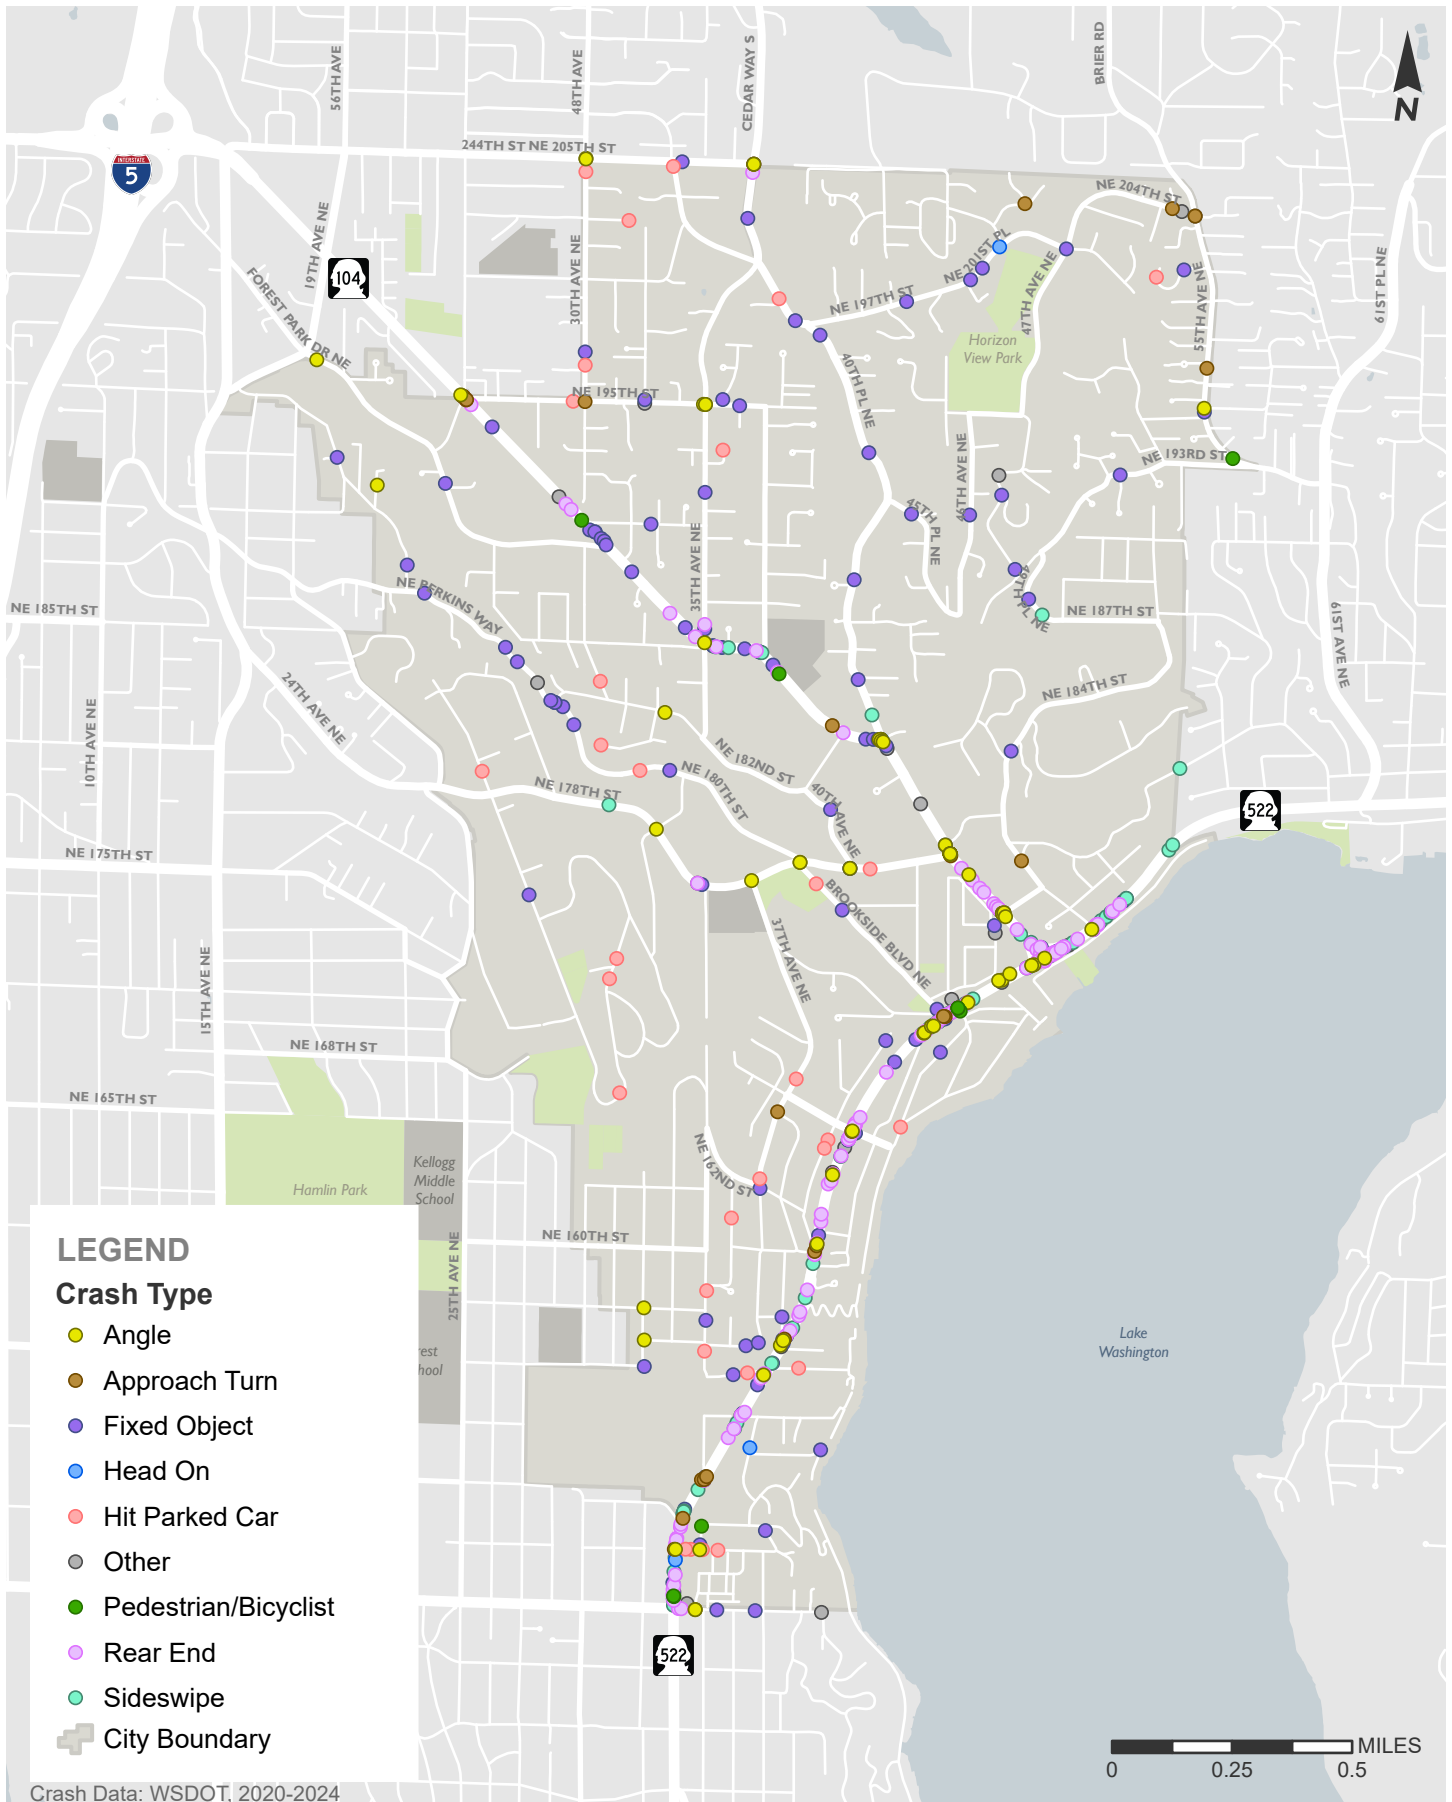 56TH AVE
48TH AVE
CEDAR WAY S
BRIER RD
N
244TH ST NE 205TH ST
INTERSTATE
5
NE 204TH ST
19TH AVE NE
104
30TH AVE NE
NE 201ST PL
47TH AVE NE
55TH AVE NE
61ST PL NE
FOREST PARK DR NE
NE 197TH ST
Horizon
View Park
40TH PL NE
NE 195TH ST
NE 193RD ST
46TH AVE NE
45TH PL NE
35TH AVE NE
NE BERKINS WAY
49TH PL NE
NE 187TH ST
NE 185TH ST
61ST AVE NE
24TH AVE NE
10TH AVE NE
NE 184TH ST
NE 182ND ST
NE 180TH ST
NE 178TH ST
40TH AVE NE
522
NE 175TH ST
BROOKSIDE BLVD NE
37TH AVE NE
15TH AVE NE
NE 168TH ST
NE 165TH ST
NE 162ND ST
Kellogg
Middle
School
Hamlin Park
25TH AVE NE
NE 160TH ST
Lake
Washington
rest
hool
LEGEND
Crash Type
Angle
Approach Turn
Fixed Object
Head On
Hit Parked Car
Other
Pedestrian/Bicyclist
Rear End
Sideswipe
City Boundary
522
MILES
0 0.25 0.5
Crash Data: WSDOT, 2020-2024